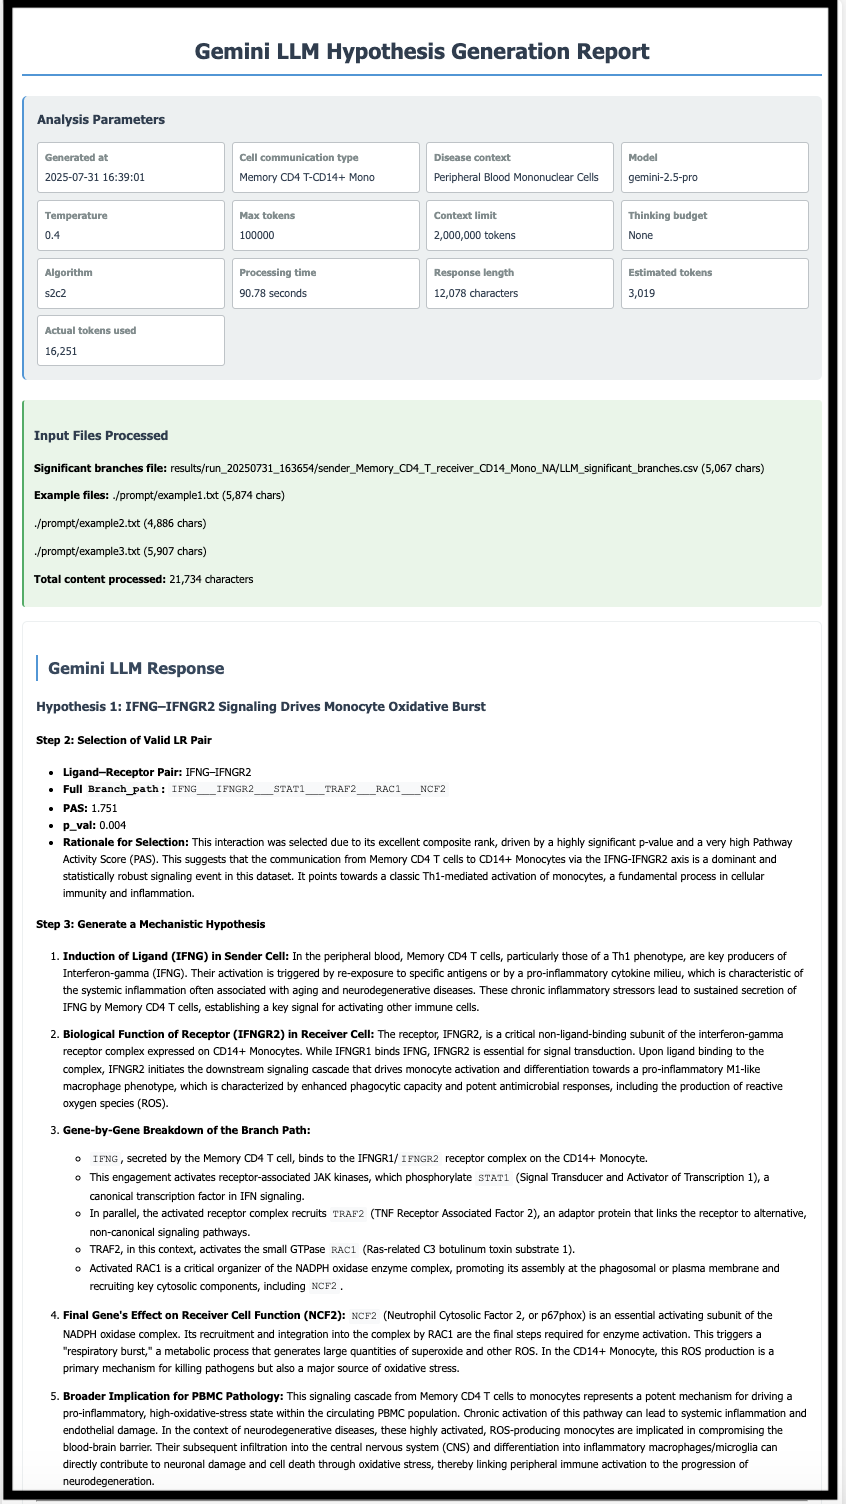 Gemini LLM Hypothesis Generation Report
Analysis Parameters
Generated at
2025-07-31 16:39:01
Cell communication type
Memory CD4 T-CD14+ Mono
Disease context
Peripheral Blood Mononuclear Cells
Model
gemini-2.5-pro
Temperature
0.4
Max tokens
100000
Context limit
2,000,000 tokens
Thinking budget
None
Algorithm
s2c2
Processing time
90.78 seconds
Response length
12,078 characters
Estimated tokens
3,019
Actual tokens used
16,251
Input Files Processed
Significant branches file: results/run_20250731_163654/sender_Memory_CD4_T_receiver_CD14_Mono_NA/LLM_significant_branches.csv (5,067 chars)
Example files: ./prompt/example1.txt (5,874 chars)
./prompt/example2.txt (4,886 chars)
./prompt/example3.txt (5,907 chars)
Total content processed: 21,734 characters
Gemini LLM Response
Hypothesis 1: IFNG–IFNGR2 Signaling Drives Monocyte Oxidative Burst
Step 2: Selection of Valid LR Pair
• Ligand–Receptor Pair: IFNG–IFNGR2
• Full Branch_path: IFNG___IFNGR2___STAT1___TRAF2___RAC1___NCF2
• PAS: 1.751
• p_val: 0.004
• Rationale for Selection: This interaction was selected due to its excellent composite rank, driven by a highly significant p-value and a very high Pathway
Activity Score (PAS). This suggests that the communication from Memory CD4 T cells to CD14+ Monocytes via the IFNG-IFNGR2 axis is a dominant and
statistically robust signaling event in this dataset. It points towards a classic Th1-mediated activation of monocytes, a fundamental process in cellular
immunity and inflammation.
Step 3: Generate a Mechanistic Hypothesis
1. Induction of Ligand (IFNG) in Sender Cell: In the peripheral blood, Memory CD4 T cells, particularly those of a Th1 phenotype, are key producers of
Interferon-gamma (IFNG). Their activation is triggered by re-exposure to specific antigens or by a pro-inflammatory cytokine milieu, which is characteristic of
the systemic inflammation often associated with aging and neurodegenerative diseases. These chronic inflammatory stressors lead to sustained secretion of
IFNG by Memory CD4 T cells, establishing a key signal for activating other immune cells.
2. Biological Function of Receptor (IFNGR2) in Receiver Cell: The receptor, IFNGR2, is a critical non-ligand-binding subunit of the interferon-gamma
receptor complex expressed on CD14+ Monocytes. While IFNGR1 binds IFNG, IFNGR2 is essential for signal transduction. Upon ligand binding to the
complex, IFNGR2 initiates the downstream signaling cascade that drives monocyte activation and differentiation towards a pro-inflammatory M1-like
macrophage phenotype, which is characterized by enhanced phagocytic capacity and potent antimicrobial responses, including the production of reactive
oxygen species (ROS).
3. Gene-by-Gene Breakdown of the Branch Path:
◦ IFNG, secreted by the Memory CD4 T cell, binds to the IFNGR1/IFNGR2 receptor complex on the CD14+ Monocyte.
◦ This engagement activates receptor-associated JAK kinases, which phosphorylate STAT1 (Signal Transducer and Activator of Transcription 1), a
canonical transcription factor in IFN signaling.
◦ In parallel, the activated receptor complex recruits TRAF2 (TNF Receptor Associated Factor 2), an adaptor protein that links the receptor to alternative,
non-canonical signaling pathways.
◦ TRAF2, in this context, activates the small GTPase RAC1 (Ras-related C3 botulinum toxin substrate 1).
◦ Activated RAC1 is a critical organizer of the NADPH oxidase enzyme complex, promoting its assembly at the phagosomal or plasma membrane and
recruiting key cytosolic components, including NCF2.
4. Final Gene's Effect on Receiver Cell Function (NCF2): NCF2 (Neutrophil Cytosolic Factor 2, or p67phox) is an essential activating subunit of the
NADPH oxidase complex. Its recruitment and integration into the complex by RAC1 are the final steps required for enzyme activation. This triggers a
"respiratory burst," a metabolic process that generates large quantities of superoxide and other ROS. In the CD14+ Monocyte, this ROS production is a
primary mechanism for killing pathogens but also a major source of oxidative stress.
5. Broader Implication for PBMC Pathology: This signaling cascade from Memory CD4 T cells to monocytes represents a potent mechanism for driving a
pro-inflammatory, high-oxidative-stress state within the circulating PBMC population. Chronic activation of this pathway can lead to systemic inflammation and
endothelial damage. In the context of neurodegenerative diseases, these highly activated, ROS-producing monocytes are implicated in compromising the
blood-brain barrier. Their subsequent infiltration into the central nervous system (CNS) and differentiation into inflammatory macrophages/microglia can
directly contribute to neuronal damage and cell death through oxidative stress, thereby linking peripheral immune activation to the progression of
neurodegeneration.